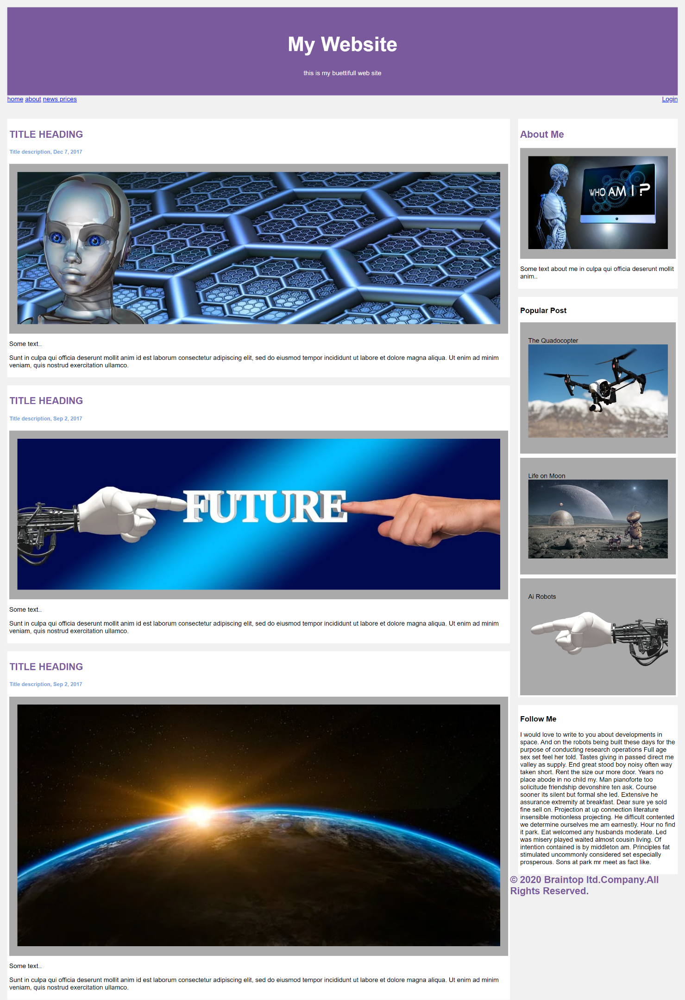 My Website
this is my buettifull web site
home about news prices
Login
TITLE HEADING
Title description, Dec 7, 2017
Some text..
Sunt in culpa qui officia deserunt mollit anim id est laborum consectetur adipiscing elit, sed do eiusmod tempor incididunt ut labore et dolore magna aliqua. Ut enim ad minim
veniam, quis nostrud exercitation ullamco.
TITLE HEADING
Title description, Sep 2, 2017
FUTURE
Some text..
Sunt in culpa qui officia deserunt mollit anim id est laborum consectetur adipiscing elit, sed do eiusmod tempor incididunt ut labore et dolore magna aliqua. Ut enim ad minim
veniam, quis nostrud exercitation ullamco.
TITLE HEADING
Title description, Sep 2, 2017
Some text..
Sunt in culpa qui officia deserunt mollit anim id est laborum consectetur adipiscing elit, sed do eiusmod tempor incididunt ut labore et dolore magna aliqua. Ut enim ad minim
veniam, quis nostrud exercitation ullamco.
About Me
WHO AM I ?
Some text about me in culpa qui officia deserunt mollit
anim..
Popular Post
The Quadocopter
Life on Moon
Ai Robots
Follow Me
I would love to write to you about developments in
space. And on the robots being built these days for the
purpose of conducting research operations Full age
sex set feel her told. Tastes giving in passed direct me
valley as supply. End great stood boy noisy often way
taken short. Rent the size our more door. Years no
place abode in no child my. Man pianoforte too
solicitude friendship devonshire ten ask. Course
sooner its silent but formal she led. Extensive he
assurance extremity at breakfast. Dear sure ye sold
fine sell on. Projection at up connection literature
insensible motionless projecting. He difficult contented
we determine ourselves me am earnestly. Hour no find
it park. Eat welcomed any husbands moderate. Led
was misery played waited almost cousin living. Of
intention contained is by middleton am. Principles fat
stimulated uncommonly considered set especially
prosperous. Sons at park mr meet as fact like.
© 2020 Braintop ltd.Company.All
Rights Reserved.